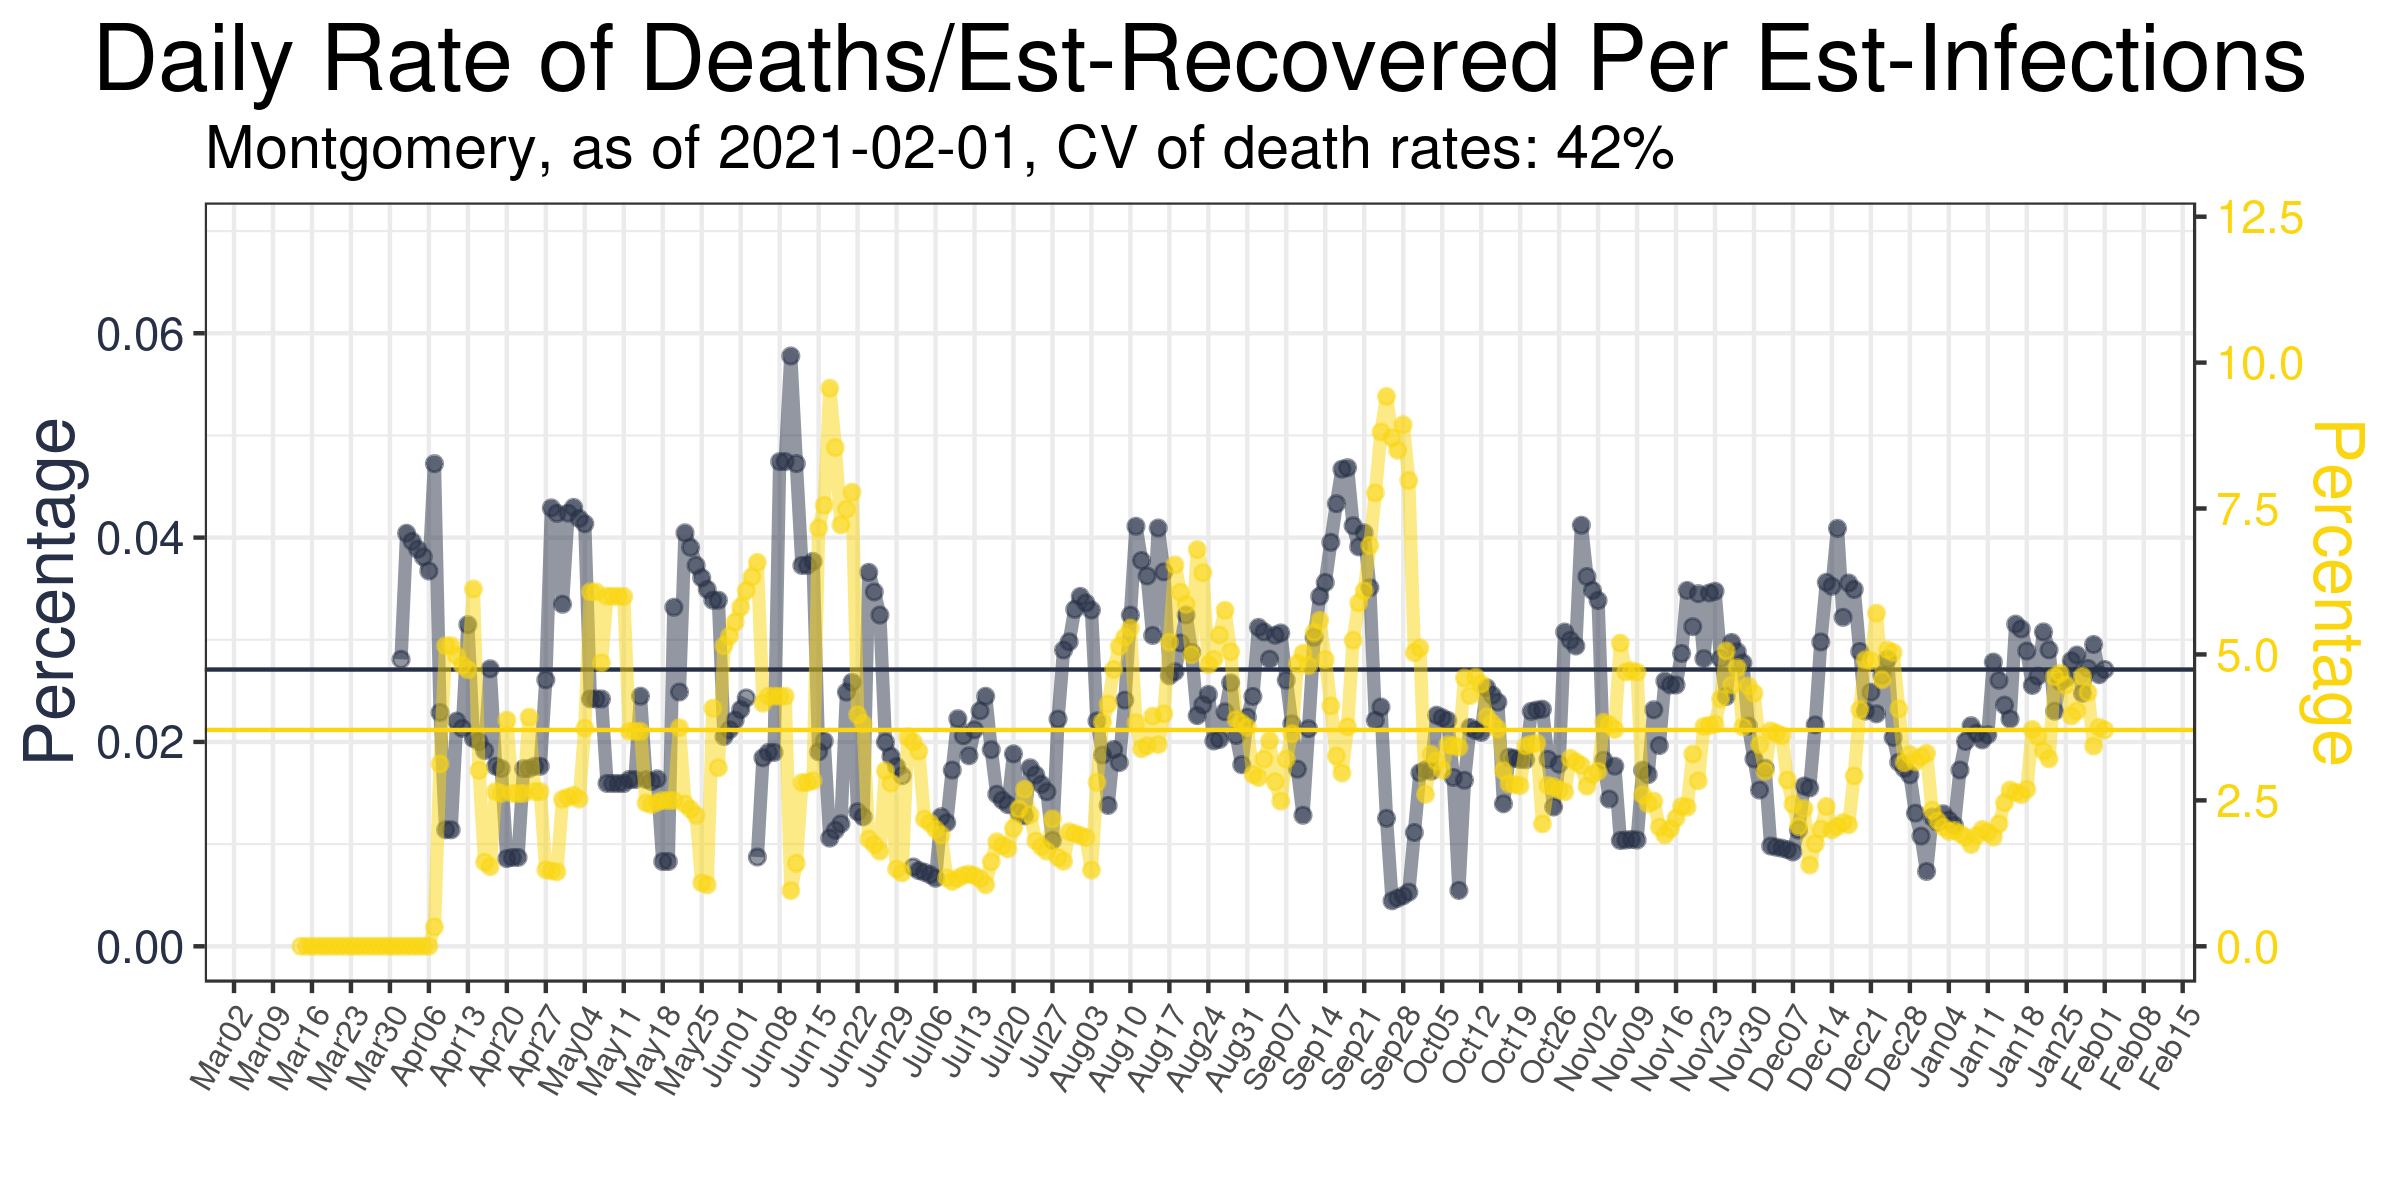 Daily Rate of Deaths/Est-Recovered Per Est-Infections
Montgomery, as of 2021-02-01, CV of death rates: 42%
Percentage
0.06
0.04
0.02
0.00
12.5
10.0
7.5
5.0
2.5
0.0
Percentage
Mar02
Mar09
Mar16
Mar23
Mar30
Apr06
Apr13
Apr20
Apr27
May04
May11
May18
May25
Jun01
Jun08
Jun15
Jun22
Jun29
Jul06
Jul13
Jul20
Jul27
Aug03
Aug10
Aug17
Aug24
Aug31
Sep07
Sep14
Sep21
Sep28
Oct05
Oct12
Oct19
Oct26
Nov02
Nov09
Nov16
Nov23
Nov30
Dec07
Dec14
Dec21
Dec28
Jan04
Jan11
Jan18
Jan25
Feb01
Feb08
Feb15